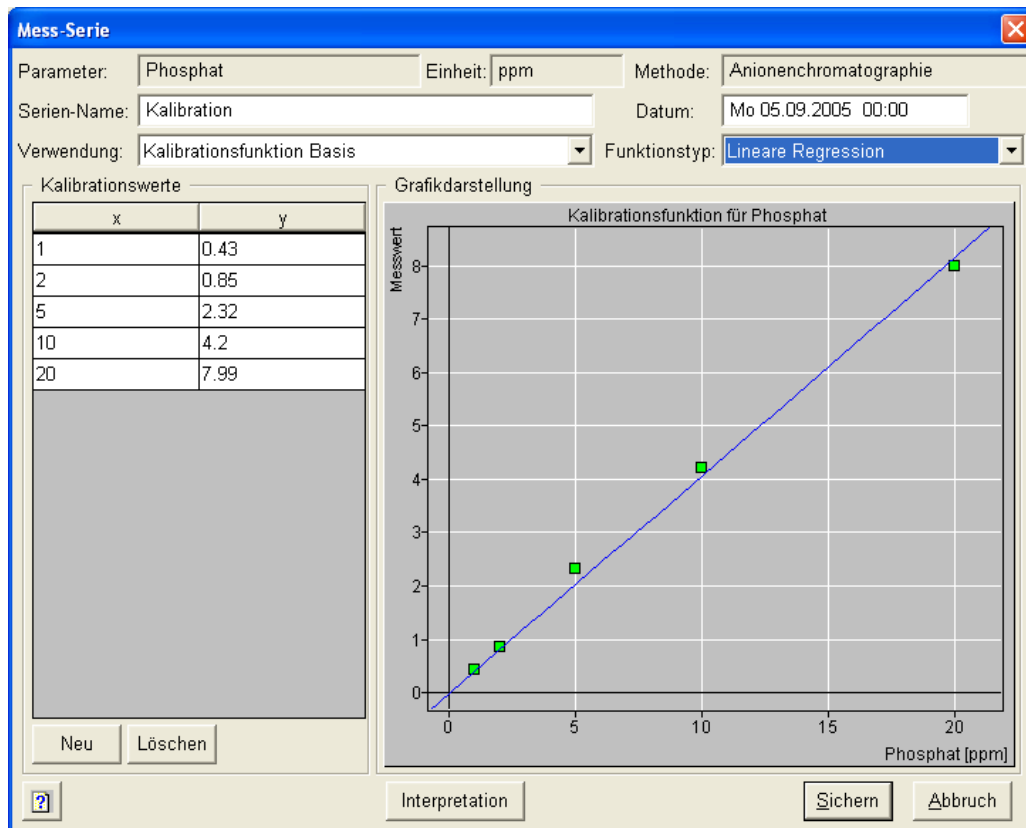 Mess-Serie
Parameter: Phosphat Einheit: ppm Methode: Anionenchromatographie
Serien-Name: Kalibration Datum: Mo 05.09.2005 00:00
Verwendung: Kalibrationsfunktion Basis Funktionstyp: Lineare Regression
Kalibrationswerte
x y
1 0.43
2 0.85
5 2.32
10 4.2
20 7.99
Neu Löschen
Grafikdarstellung
Kalibrationsfunktion für Phosphat
Messwert
8
7
6
5
4
3
2
1
0
0 5 10 15 20
Phosphat [ppm]
? Interpretation Sichern Abbruch